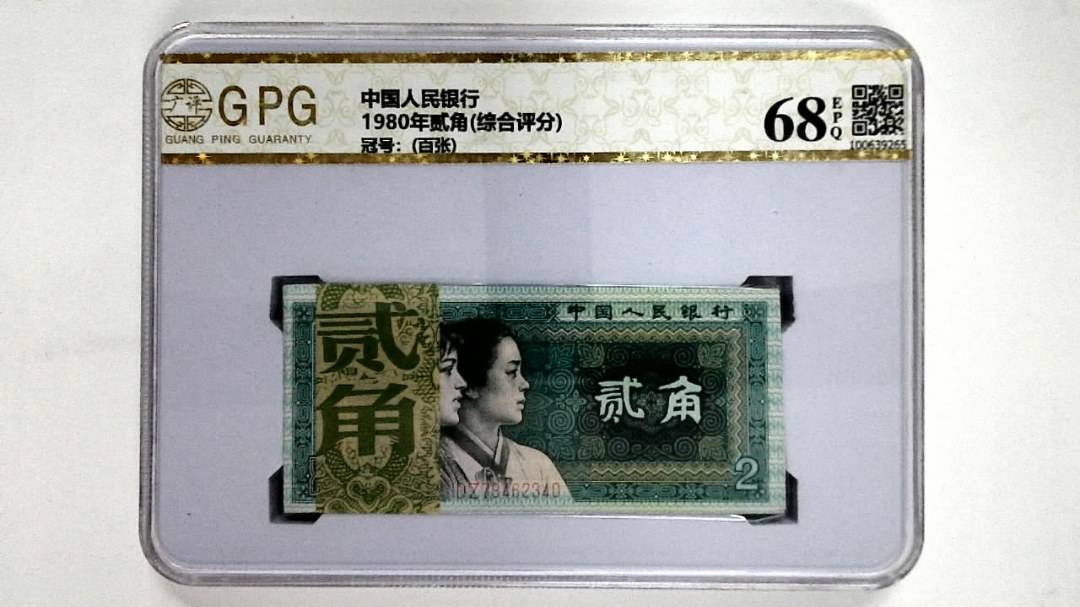 GPG
GUANG PING GUARANTY
广评
中国人民银行
1980年贰角(综合评分)
冠号：(百张)
68
EPQ
100639265
贰角
中国人民银行
贰角
2